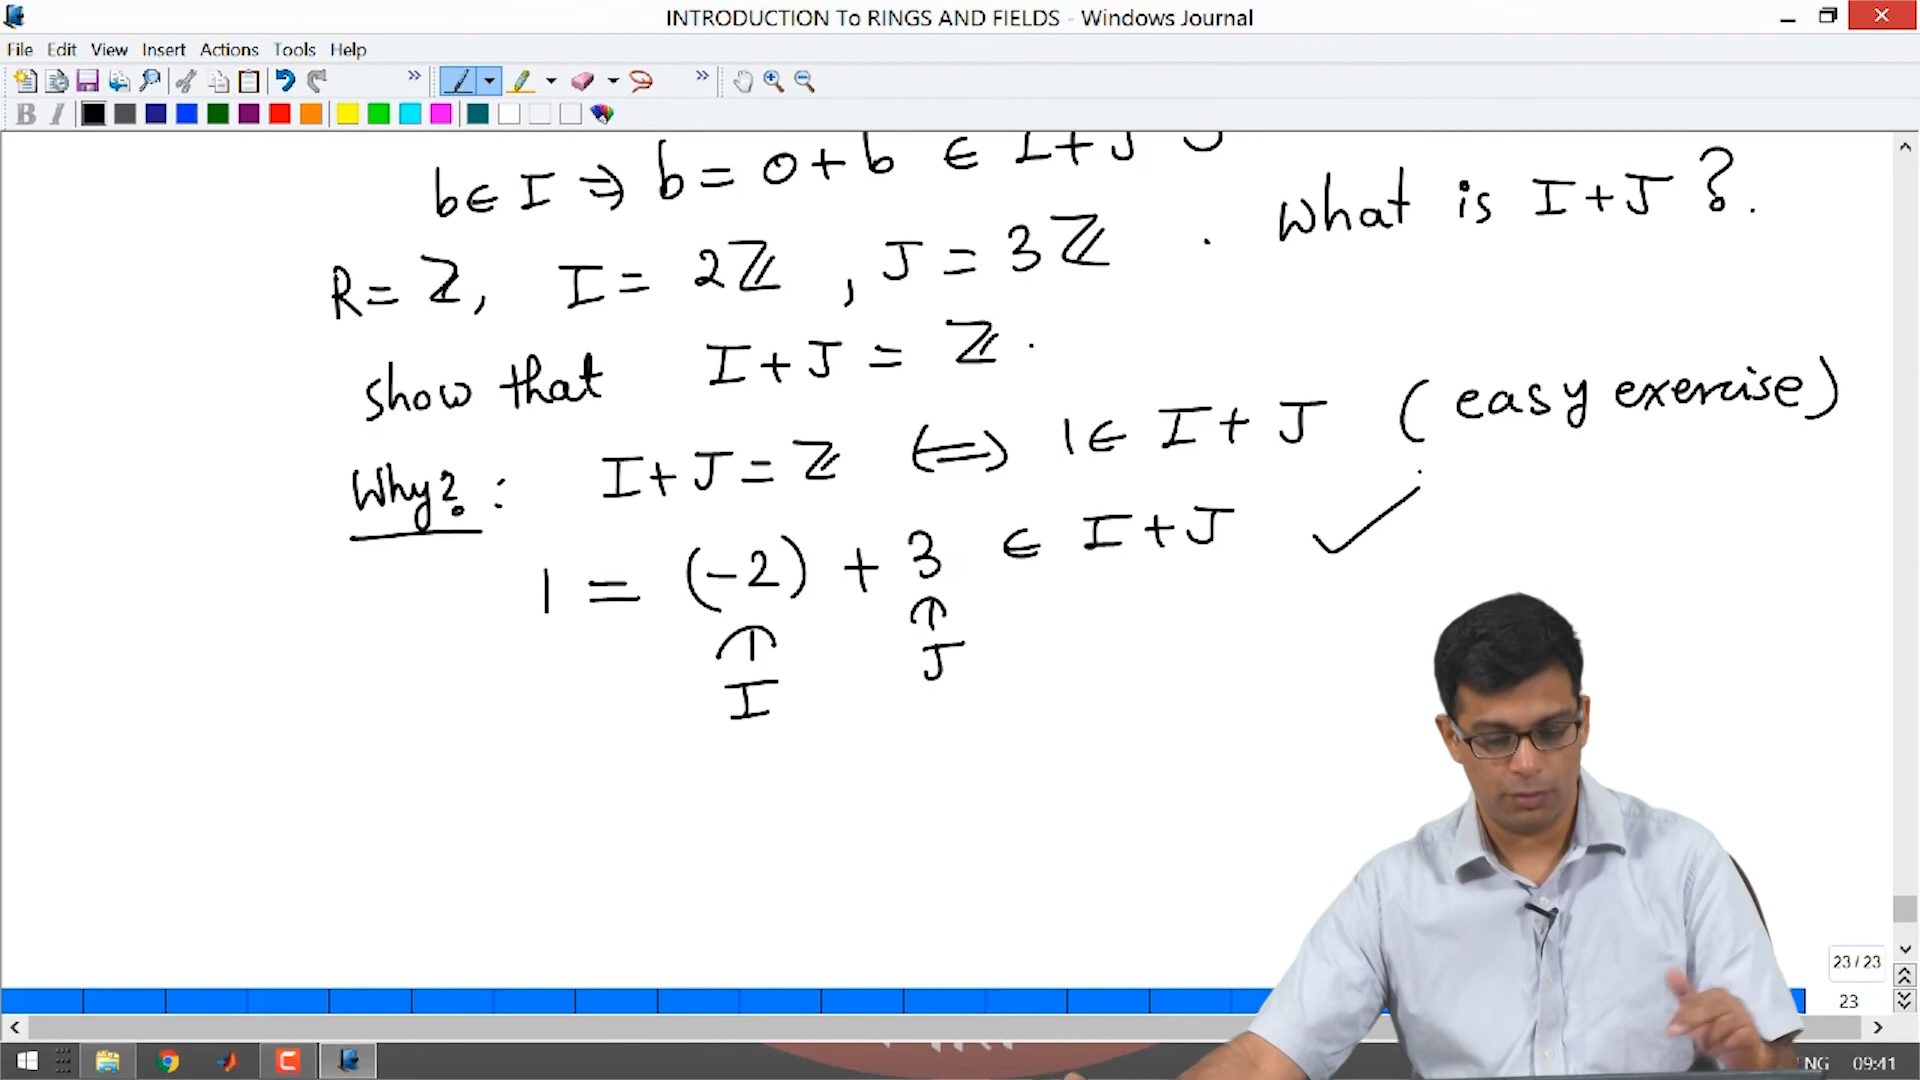 INTRODUCTION To RINGS AND FIELDS - Windows Journal
File Edit View Insert Actions Tools Help
B I
b ∈ I ⇒ b = 0 + b ∈ I + J
R = ℤ, I = 2ℤ, J = 3ℤ. What is I + J?
show that I + J = ℤ.
Why?: I + J = ℤ ⇔ 1 ∈ I + J (easy exercise)
1 = (-2) + 3 ∈ I + J ✓
↑ ↑
I J
23 / 23
23
09:41